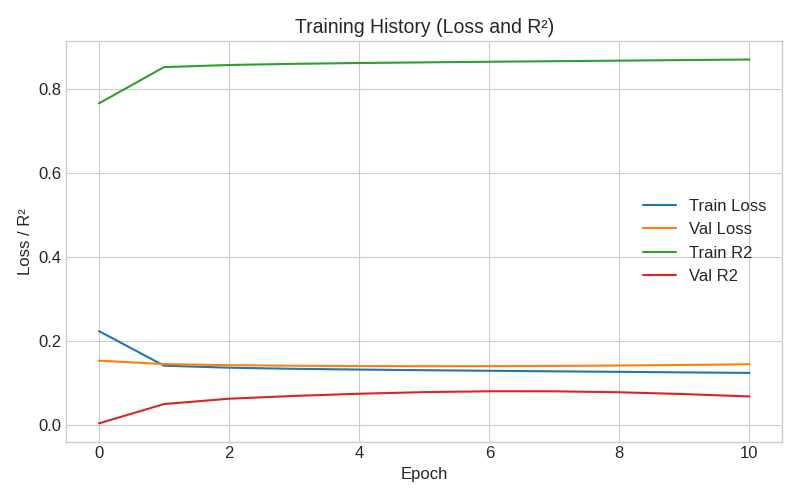 Training History (Loss and R²)
Loss / R²
0.8
0.6
0.4
0.2
0.0
Train Loss
Val Loss
Train R2
Val R2
0 2 4 6 8 10
Epoch